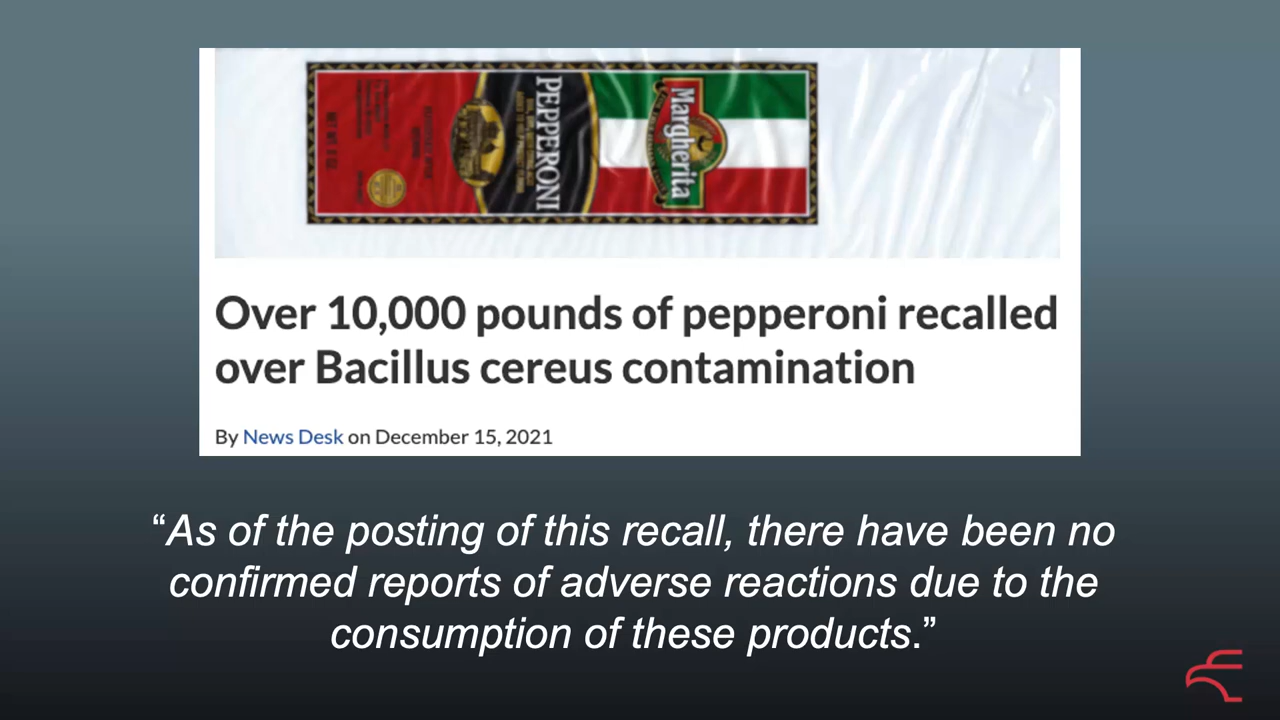 Margherita
PEPPERONI
Over 10,000 pounds of pepperoni recalled
over Bacillus cereus contamination
By News Desk on December 15, 2021
“As of the posting of this recall, there have been no
confirmed reports of adverse reactions due to the
consumption of these products.”